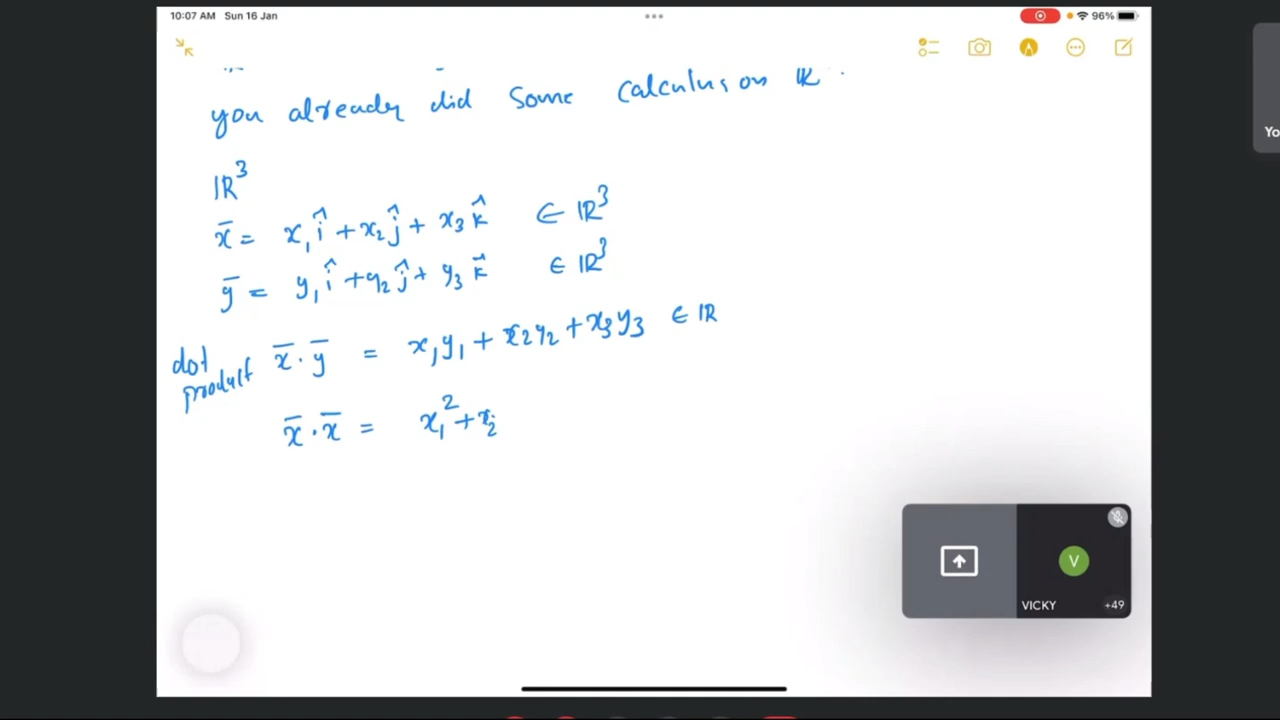 10:07 AM Sun 16 Jan
96%
you already did some calculus on ℝ.
ℝ³
x̄ = x₁î + x₂ĵ + x₃k̂ ∈ ℝ³
ȳ = y₁î + y₂ĵ + y₃k̂ ∈ ℝ³
dot product x̄ · ȳ = x₁y₁ + x₂y₂ + x₃y₃ ∈ ℝ
x̄ · x̄ = x₁² + x₂
V
VICKY +49
Yo